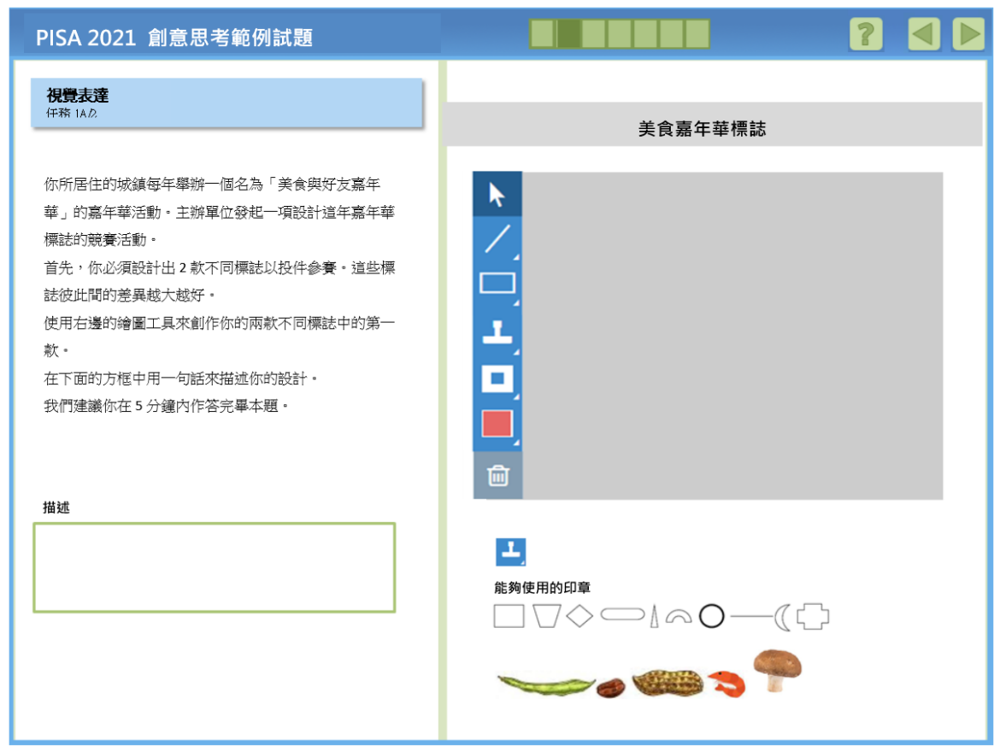 PISA 2021 創意思考範例試題
?
視覺表達
任務 1A
美食嘉年華標誌
你所居住的城鎮每年舉辦一個名為「美食與好友嘉年
華」的嘉年華活動。主辦單位發起一項設計這年嘉年華
標誌的競賽活動。
首先，你必須設計出 2 款不同標誌以投件參賽。這些標
誌彼此間的差異越大越好。
使用右邊的繪圖工具來創作你的兩款不同標誌中的第一
款。
在下面的方框中用一句話來描述你的設計。
我們建議你在 5 分鐘內作答完畢本題。
描述
能夠使用的印章